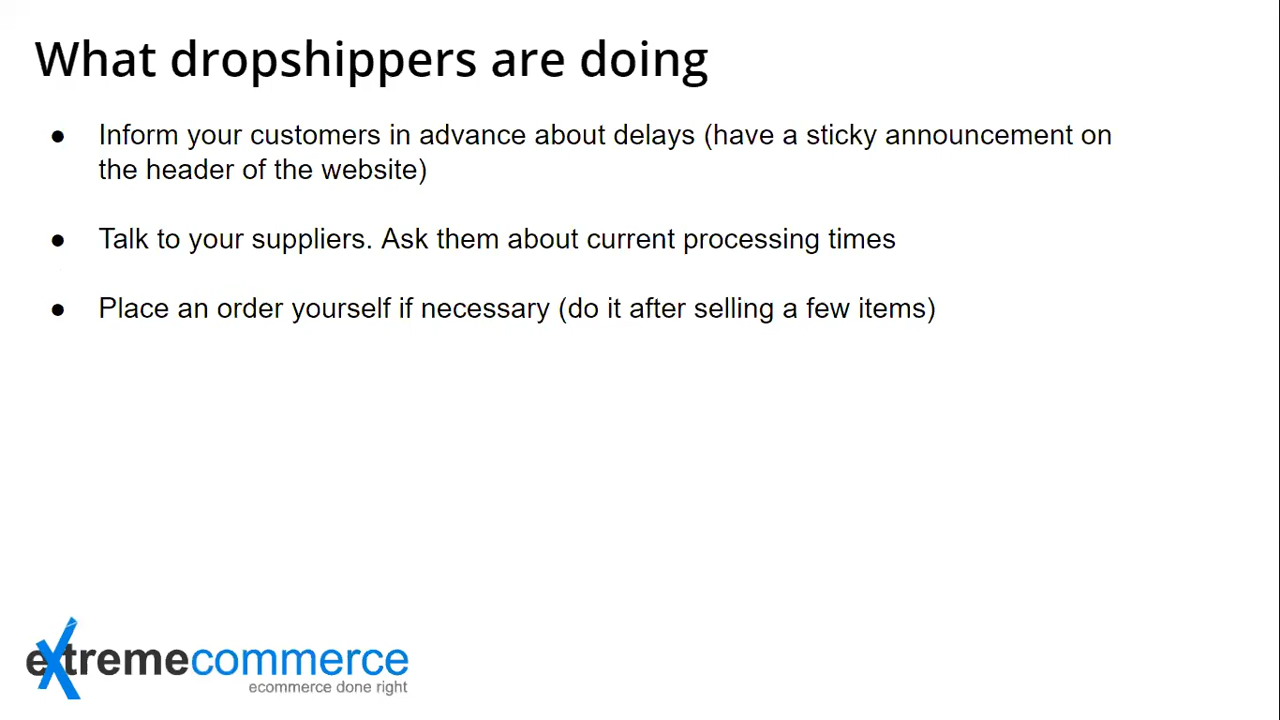 What dropshippers are doing
● Inform your customers in advance about delays (have a sticky announcement on
the header of the website)
● Talk to your suppliers. Ask them about current processing times
● Place an order yourself if necessary (do it after selling a few items)
extremecommerce
ecommerce done right